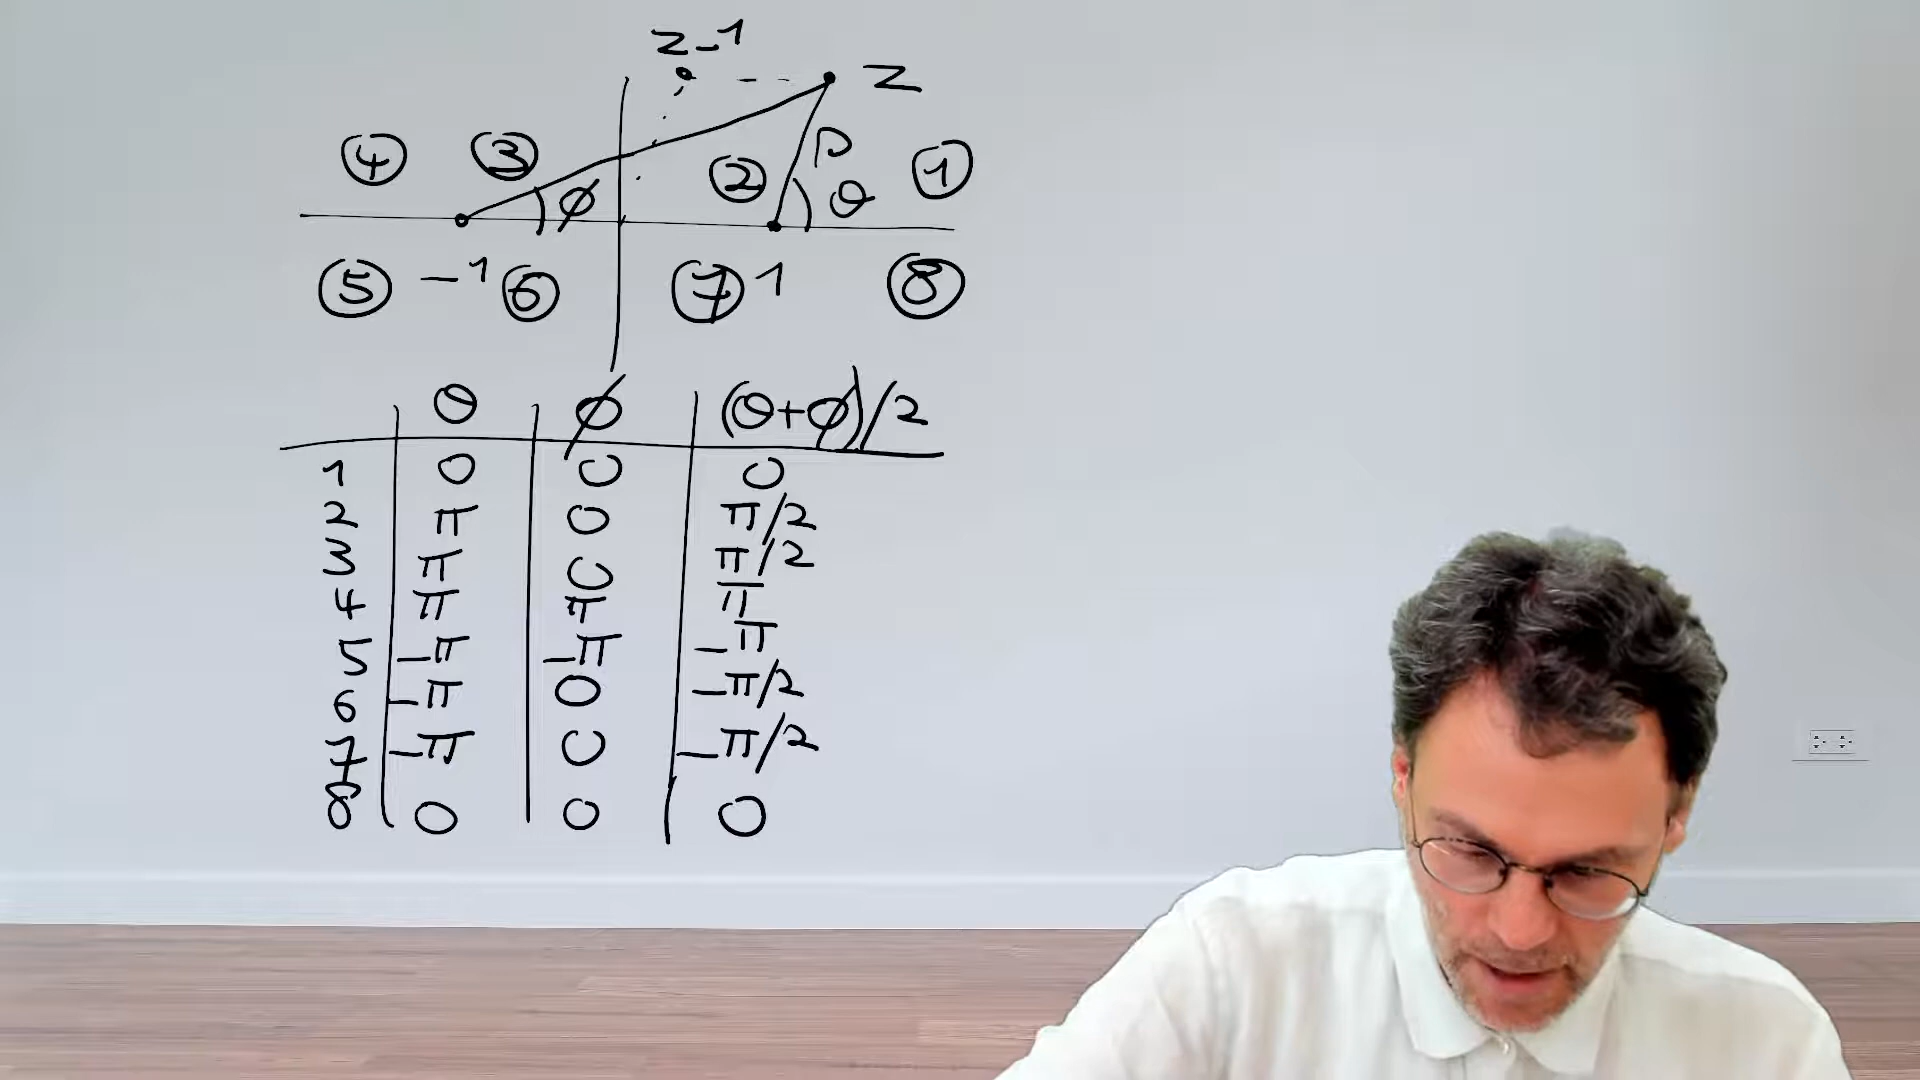 z-1
z
④ ③ ② ρ ①
φ θ
⑤ -1 ⑥ ⑦ 1 ⑧
θ φ (θ+φ)/2
1 0 0 0
2 π 0 π/2
3 π 0 π/2
4 π π π
5 -π -π -π
6 -π 0 -π/2
7 -π 0 -π/2
8 0 0 0